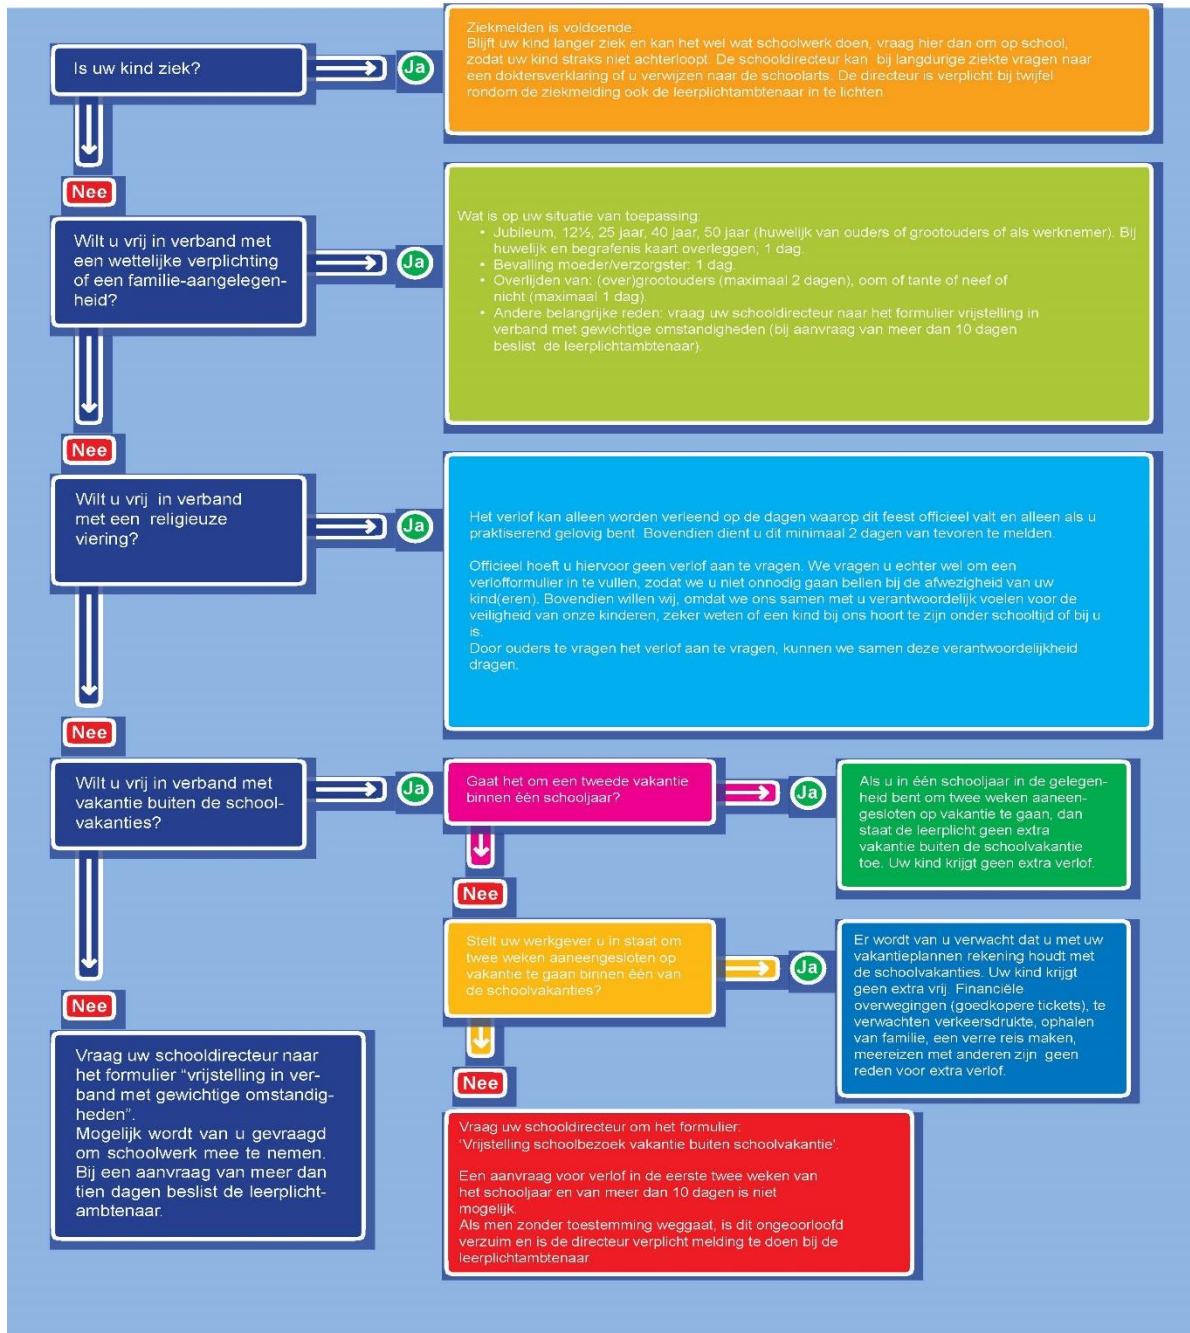 Is uw kind ziek?
Ja
Ziekmelden is voldoende
Blijft uw kind langer ziek en kan het wel wat schoolwerk doen, vraag hier dan om op school,
zodat uw kind straks niet achterloopt. De schooldirecteur kan bij langdurige ziekte vragen naar
een doktersverklaring of u verwijzen naar de schoolarts. De directeur is verplicht bij twijfel
rondom de ziekmelding ook de leerplichtambtenaar in te lichten.
Nee
Wilt u vrij in verband met
een wettelijke verplichting
of een familie-aangelegen-
heid?
Ja
Wat is op uw situatie van toepassing:
• Jubileum, 12½, 25 jaar, 40 jaar, 50 jaar (huwelijk van ouders of grootouders of als werknemer). Bij
huwelijk en begrafenis kaart overleggen; 1 dag.
• Bevalling moeder/verzorgster: 1 dag.
• Overlijden van: (over)grootouders (maximaal 2 dagen), oom of tante of neef of
nicht (maximaal 1 dag).
• Andere belangrijke reden: vraag uw schooldirecteur naar het formulier vrijstelling in
verband met gewichtige omstandigheden (bij aanvraag van meer dan 10 dagen
beslist de leerplichtambtenaar).
Nee
Wilt u vrij in verband
met een religieuze
viering?
Ja
Het verlof kan alleen worden verleend op de dagen waarop dit feest officieel valt en alleen als u
praktiserend gelovig bent. Bovendien dient u dit minimaal 2 dagen van tevoren te melden.
Officieel hoeft u hiervoor geen verlof aan te vragen. We vragen u echter wel om een
verlofformulier in te vullen, zodat we u niet onnodig gaan bellen bij de afwezigheid van uw
kind(eren). Bovendien willen wij, omdat we ons samen met u verantwoordelijk voelen voor de
veiligheid van onze kinderen, zeker weten of een kind bij ons hoort te zijn onder schooltijd of bij u
is.
Door ouders te vragen het verlof aan te vragen, kunnen we samen deze verantwoordelijkheid
dragen.
Nee
Wilt u vrij in verband met
vakantie buiten de school-
vakanties?
Ja
Gaat het om een tweede vakantie
binnen één schooljaar?
Ja
Als u in één schooljaar in de gelegen-
heid bent om twee weken aaneen-
gesloten op vakantie te gaan, dan
staat de leerplicht geen extra
vakantie buiten de schoolvakantie
toe. Uw kind krijgt geen extra verlof.
Nee
Stelt uw werkgever u in staat om
twee weken aaneengesloten op
vakantie te gaan binnen één van
de schoolvakanties?
Ja
Er wordt van u verwacht dat u met uw
vakantieplannen rekening houdt met
de schoolvakanties. Uw kind krijgt
geen extra vrij. Financiële
overwegingen (goedkopere tickets), te
verwachten verkeersdrukte, ophalen
van familie, een verre reis maken,
meereizen met anderen zijn geen
reden voor extra verlof.
Nee
Vraag uw schooldirecteur om het formulier:
'Vrijstelling schoolbezoek vakantie buiten schoolvakantie'.
Een aanvraag voor verlof in de eerste twee weken van
het schooljaar en van meer dan 10 dagen is niet
mogelijk.
Als men zonder toestemming weggaat, is dit ongeoorloofd
verzuim en is de directeur verplicht melding te doen bij de
leerplichtambtenaar.
Nee
Vraag uw schooldirecteur naar
het formulier "vrijstelling in ver-
band met gewichtige omstandig-
heden".
Mogelijk wordt van u gevraagd
om schoolwerk mee te nemen.
Bij een aanvraag van meer dan
tien dagen beslist de leerplicht-
ambtenaar.